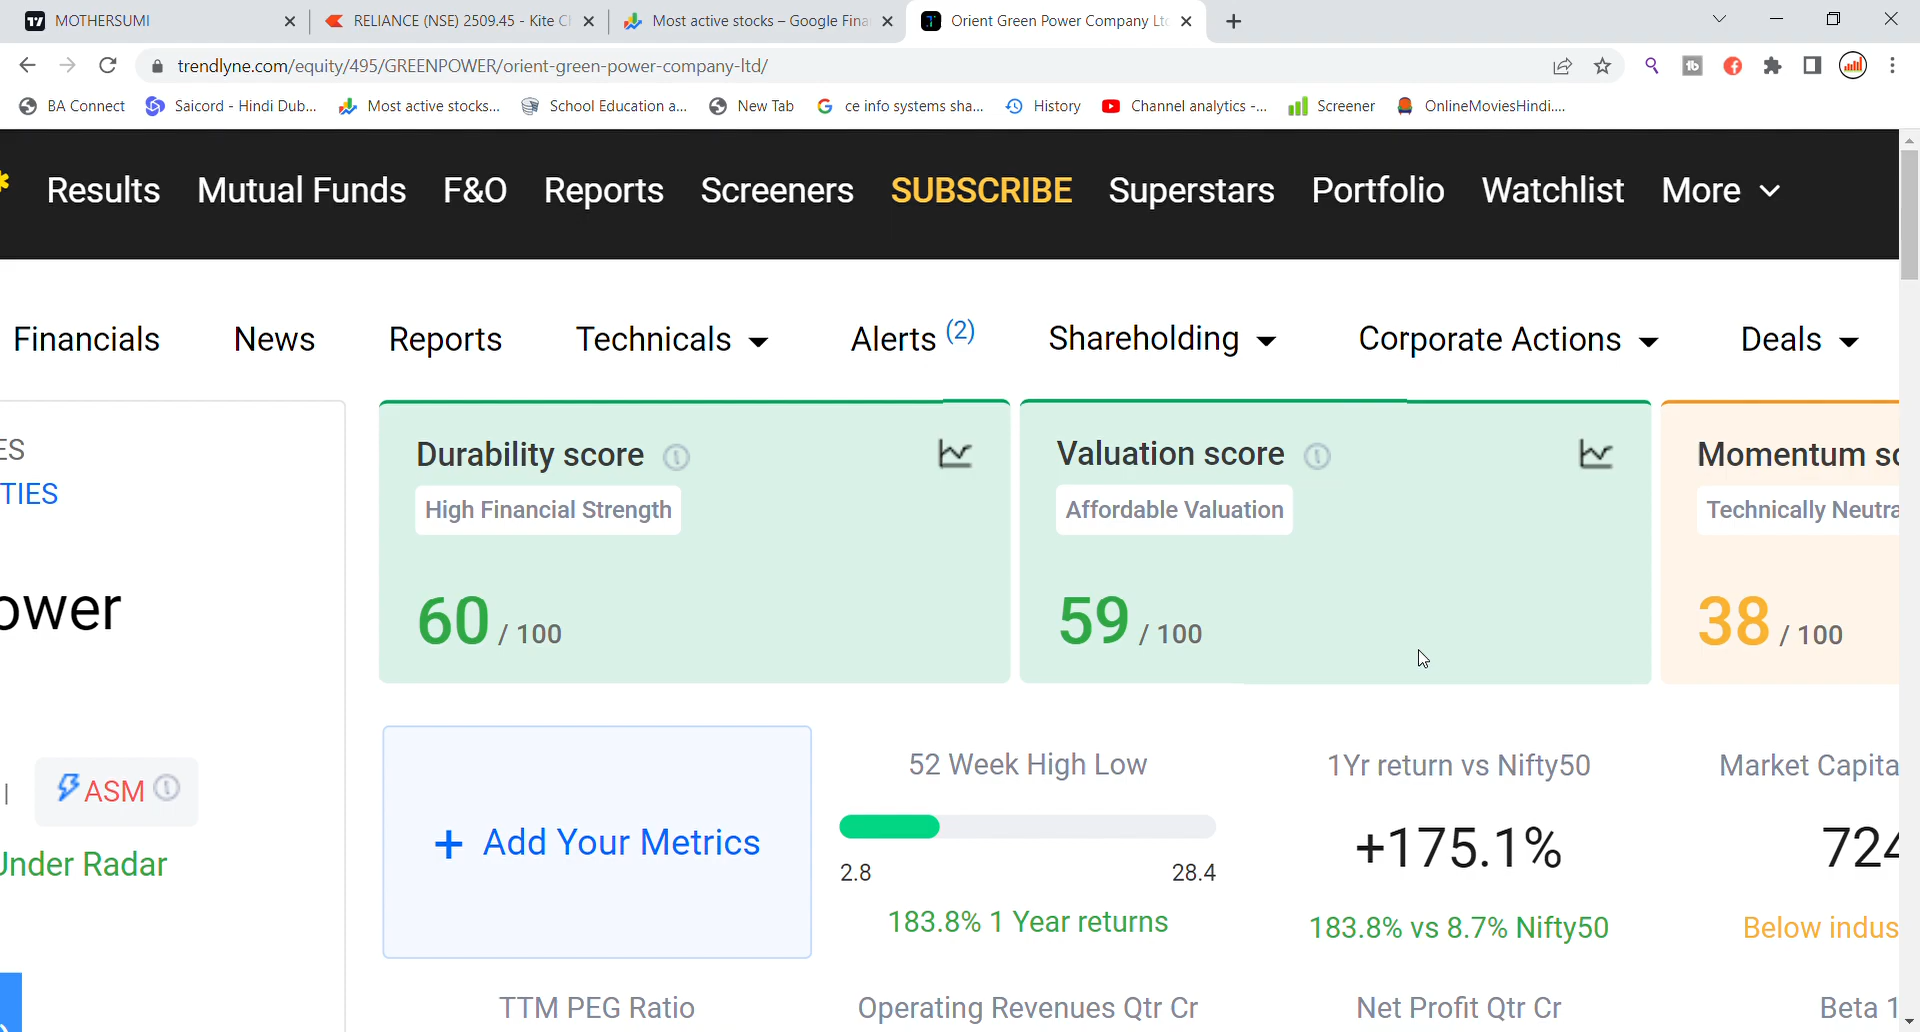 MOTHERSUMI
RELIANCE (NSE) 2509.45 - Kite C
Most active stocks – Google Fina
Orient Green Power Company Ltd
trendlyne.com/equity/495/GREENPOWER/orient-green-power-company-ltd/
BA Connect
Saicord - Hindi Dub...
Most active stocks...
School Education a...
New Tab
ce info systems sha...
History
Channel analytics -...
Screener
OnlineMoviesHindi....
Results Mutual Funds F&O Reports Screeners SUBSCRIBE Superstars Portfolio Watchlist More
Financials News Reports Technicals Alerts (2) Shareholding Corporate Actions Deals
ES
TIES
ower
ASM
Under Radar
Durability score
High Financial Strength
60 / 100
Valuation score
Affordable Valuation
59 / 100
Momentum sc
Technically Neutra
38 / 100
+ Add Your Metrics
52 Week High Low
2.8 28.4
183.8% 1 Year returns
1Yr return vs Nifty50
+175.1%
183.8% vs 8.7% Nifty50
Market Capita
724
Below indus
TTM PEG Ratio
Operating Revenues Qtr Cr
Net Profit Qtr Cr
Beta 1